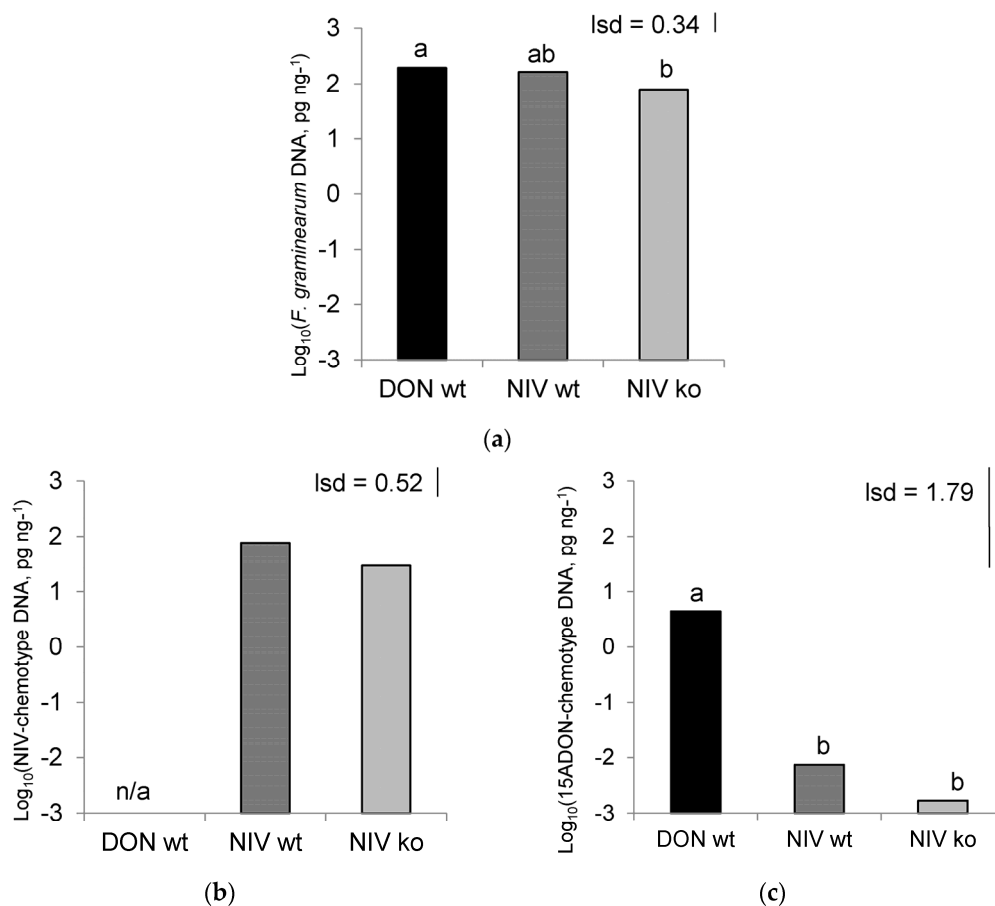 lsd = 0.34
Log10(F. graminearum DNA, pg ng-1)
3
2
1
0
-1
-2
-3
a
ab
b
DON wt NIV wt NIV ko
(a)
lsd = 0.52
Log10(NIV-chemotype DNA, pg ng-1)
3
2
1
0
-1
-2
-3
n/a
DON wt NIV wt NIV ko
(b)
lsd = 1.79
Log10(15ADON-chemotype DNA, pg ng-1)
3
2
1
0
-1
-2
-3
a
b
b
DON wt NIV wt NIV ko
(c)